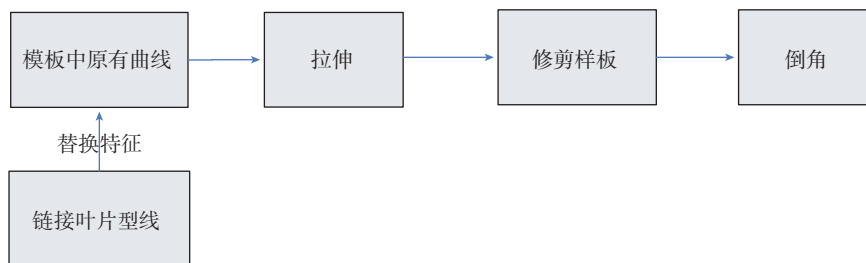 模板中原有曲线
拉伸
修剪样板
倒角
替换特征
链接叶片型线